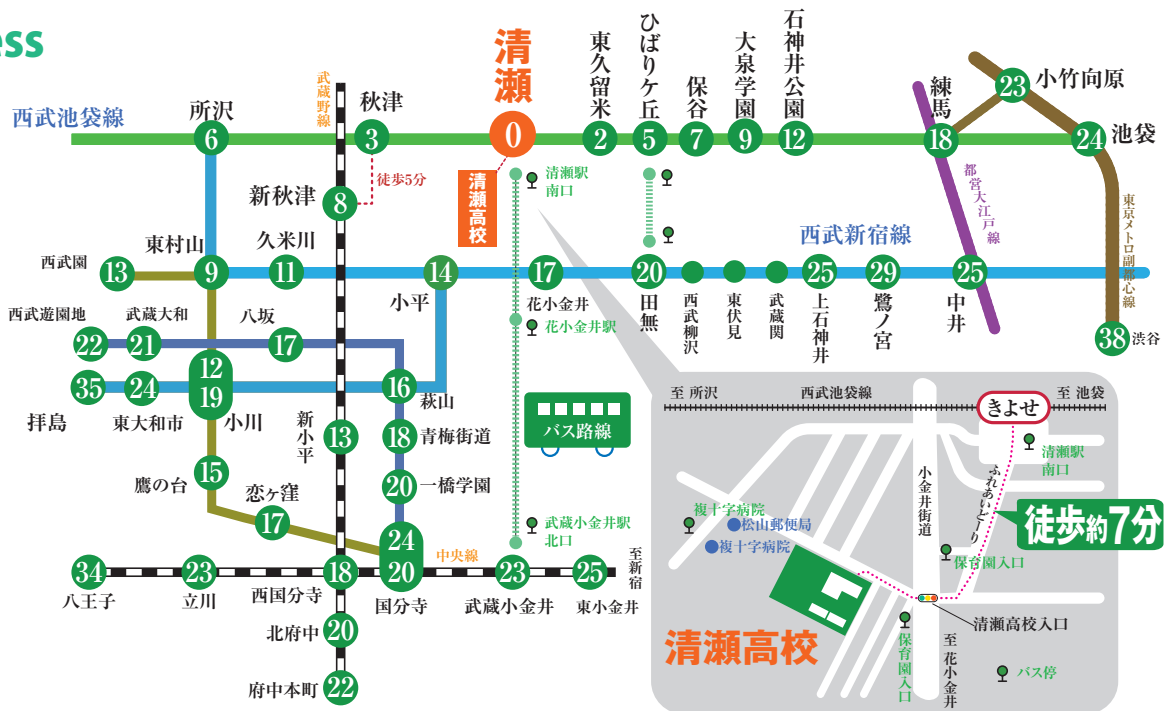 ess
西武池袋線
所沢
6
武蔵野線
秋津
3
徒歩5分
新秋津
8
清瀬
0
清瀬高校
東久留米
2
ひばりケ丘
5
保谷
7
大泉学園
9
石神井公園
12
練馬
18
小竹向原
23
池袋
24
都営大江戸線
東京メトロ副都心線
清瀬駅
南口
西武新宿線
西武園
13
東村山
9
久米川
11
14
小平
17
花小金井
花小金井駅
20
田無
西武柳沢
東伏見
武蔵関
25
上石神井
29
鷺ノ宮
25
中井
38
渋谷
西武遊園地
22
武蔵大和
21
八坂
17
12
19
小川
35
拝島
24
東大和市
16
萩山
新小平
13
18
青梅街道
20
一橋学園
バス路線
15
鷹の台
恋ヶ窪
17
24
20
国分寺
中央線
武蔵小金井駅
北口
34
八王子
23
立川
18
西国分寺
23
武蔵小金井
25
東小金井
至新宿
20
北府中
22
府中本町
至 所沢
西武池袋線
きよせ
至 池袋
清瀬駅
南口
小金井街道
ふれあいどーり
徒歩約7分
複十字病院
松山郵便局
複十字病院
保育園入口
清瀬高校
清瀬高校入口
保育園入口
至 花小金井
バス停